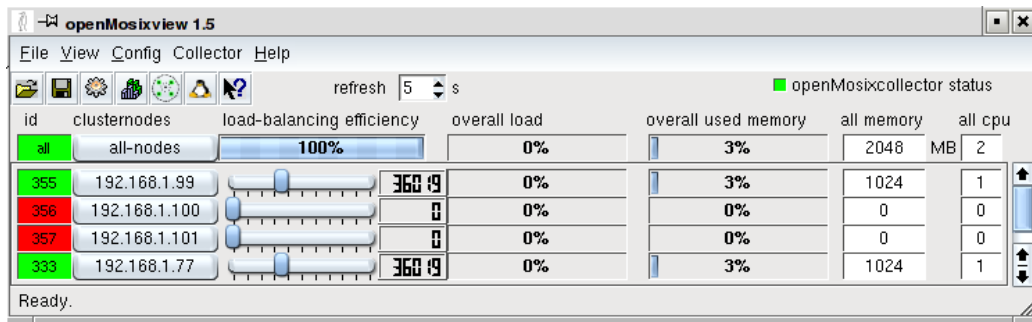 openMosixview 1.5
File View Config Collector Help
refresh 5 s openMosixcollector status
id clusternodes load-balancing efficiency overall load overall used memory all memory all cpu
all all-nodes 100% 0% 3% 2048 MB 2
355 192.168.1.99 36019 0% 3% 1024 1
356 192.168.1.100 0 0% 0% 0 0
357 192.168.1.101 0 0% 0% 0 0
333 192.168.1.77 36019 0% 3% 1024 1
Ready.